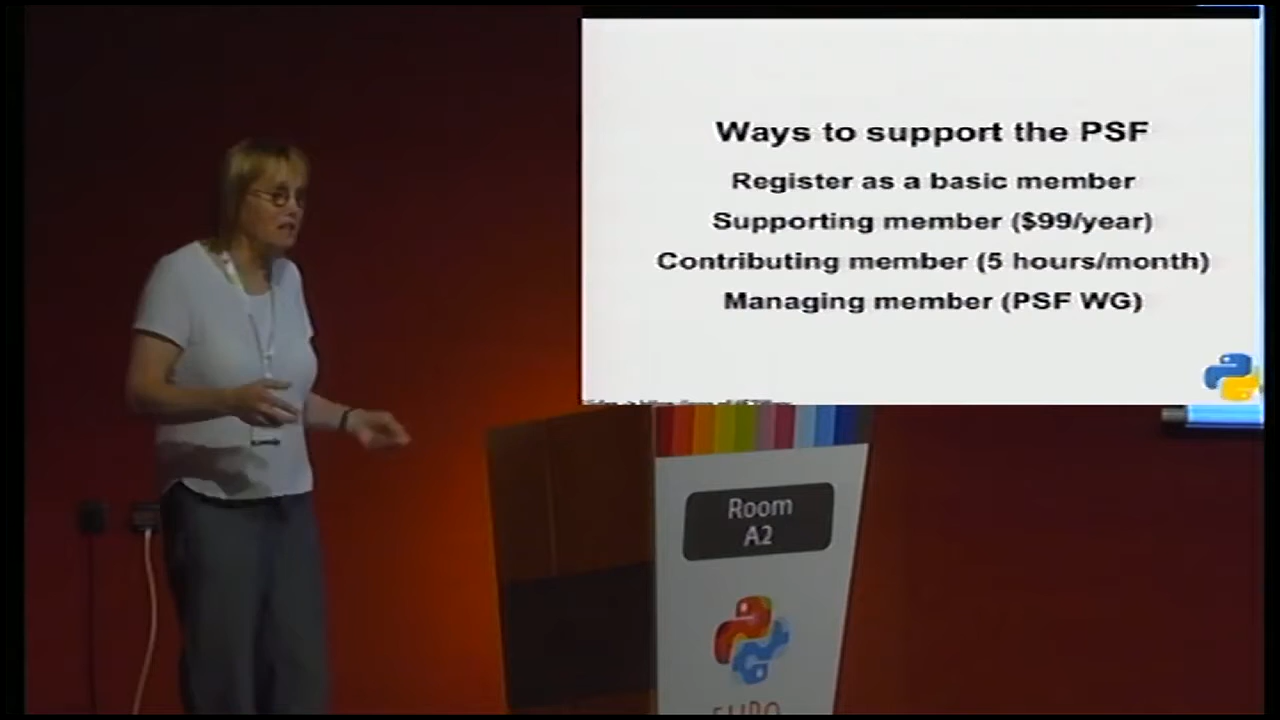 Ways to support the PSF
Register as a basic member
Supporting member ($99/year)
Contributing member (5 hours/month)
Managing member (PSF WG)
Room
A2
EURO